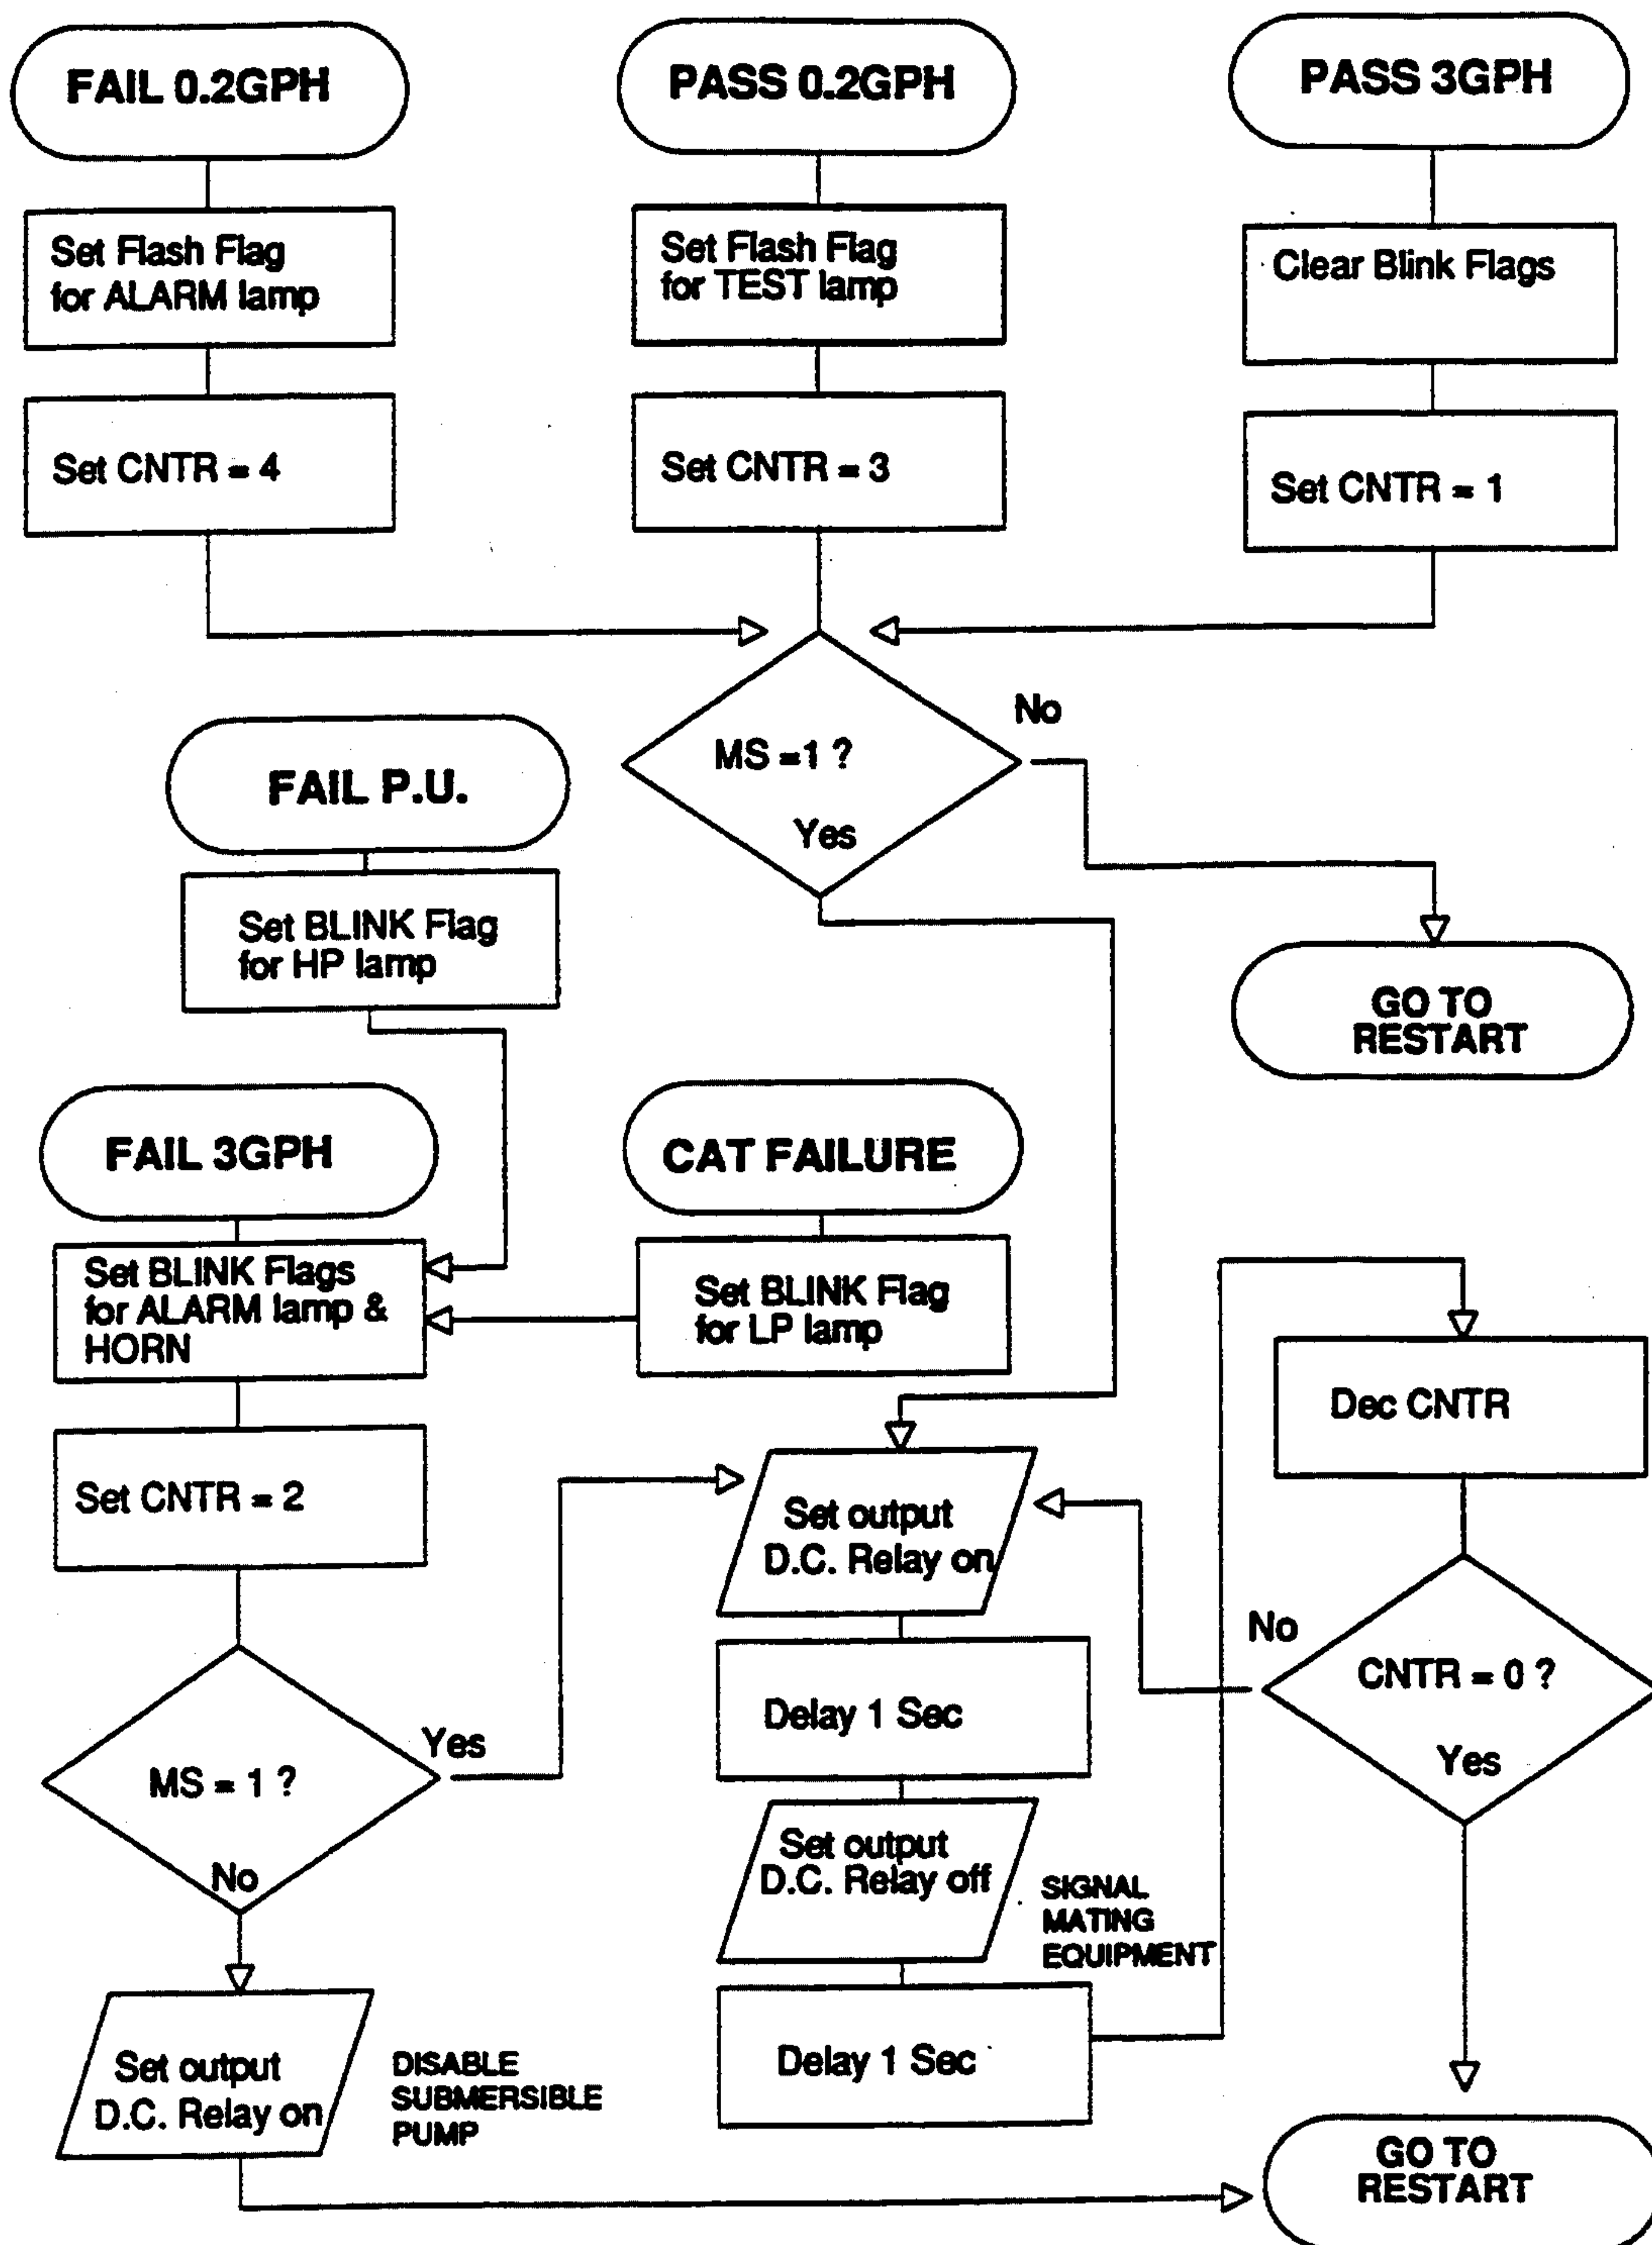 FAIL 0.2GPH
Set Flash Flag
for ALARM lamp
Set CNTR = 4
PASS 0.2GPH
Set Flash Flag
for TEST lamp
Set CNTR = 3
PASS 3GPH
Clear Blink Flags
Set CNTR = 1
MS =1 ?
Yes
No
GO TO
RESTART
FAIL P.U.
Set BLINK Flag
for HP lamp
FAIL 3GPH
Set BLINK Flags
for ALARM lamp &
HORN
Set CNTR = 2
MS = 1 ?
Yes
No
Set output
D.C. Relay on
DISABLE
SUBMERSIBLE
PUMP
CAT FAILURE
Set BLINK Flag
for LP lamp
Set output
D.C. Relay on
Delay 1 Sec
Set output
D.C. Relay off
SIGNAL
MATING
EQUIPMENT
Delay 1 Sec
Dec CNTR
CNTR = 0 ?
No
Yes
GO TO
RESTART